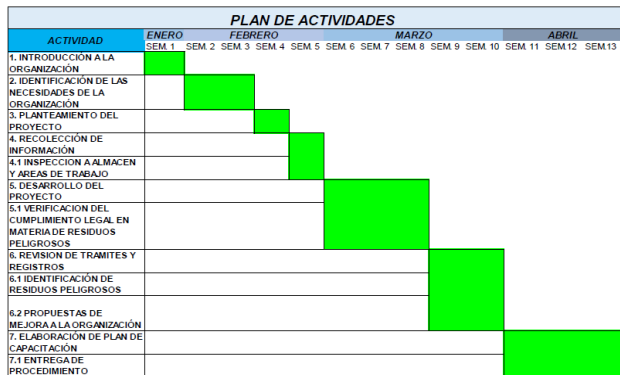 PLAN DE ACTIVIDADES
ACTIVIDAD
ENERO FEBRERO MARZO ABRIL
SEM. 1 SEM. 2 SEM. 3 SEM. 4 SEM. 5 SEM. 6 SEM. 7 SEM. 8 SEM. 9 SEM. 10 SEM. 11 SEM.12 SEM.13
1. INTRODUCCIÓN A LA
ORGANIZACIÓN
2. IDENTIFICACIÓN DE LAS
NECESIDADES DE LA
ORGANIZACIÓN
3. PLANTEAMIENTO DEL
PROYECTO
4. RECOLECCIÓN DE
INFORMACIÓN
4.1 INSPECCION A ALMACEN
Y AREAS DE TRABAJO
5. DESARROLLO DEL
PROYECTO
5.1 VERIFICACION DEL
CUMPLIMIENTO LEGAL EN
MATERIA DE RESIDUOS
PELIGROSOS
6. REVISION DE TRAMITES Y
REGISTROS
6.1 IDENTIFICACIÓN DE
RESIDUOS PELIGROSOS
6.2 PROPUESTAS DE
MEJORA A LA ORGANIZACIÓN
7. ELABORACIÓN DE PLAN DE
CAPACITACIÓN
7.1 ENTREGA DE
PROCEDIMIENTO